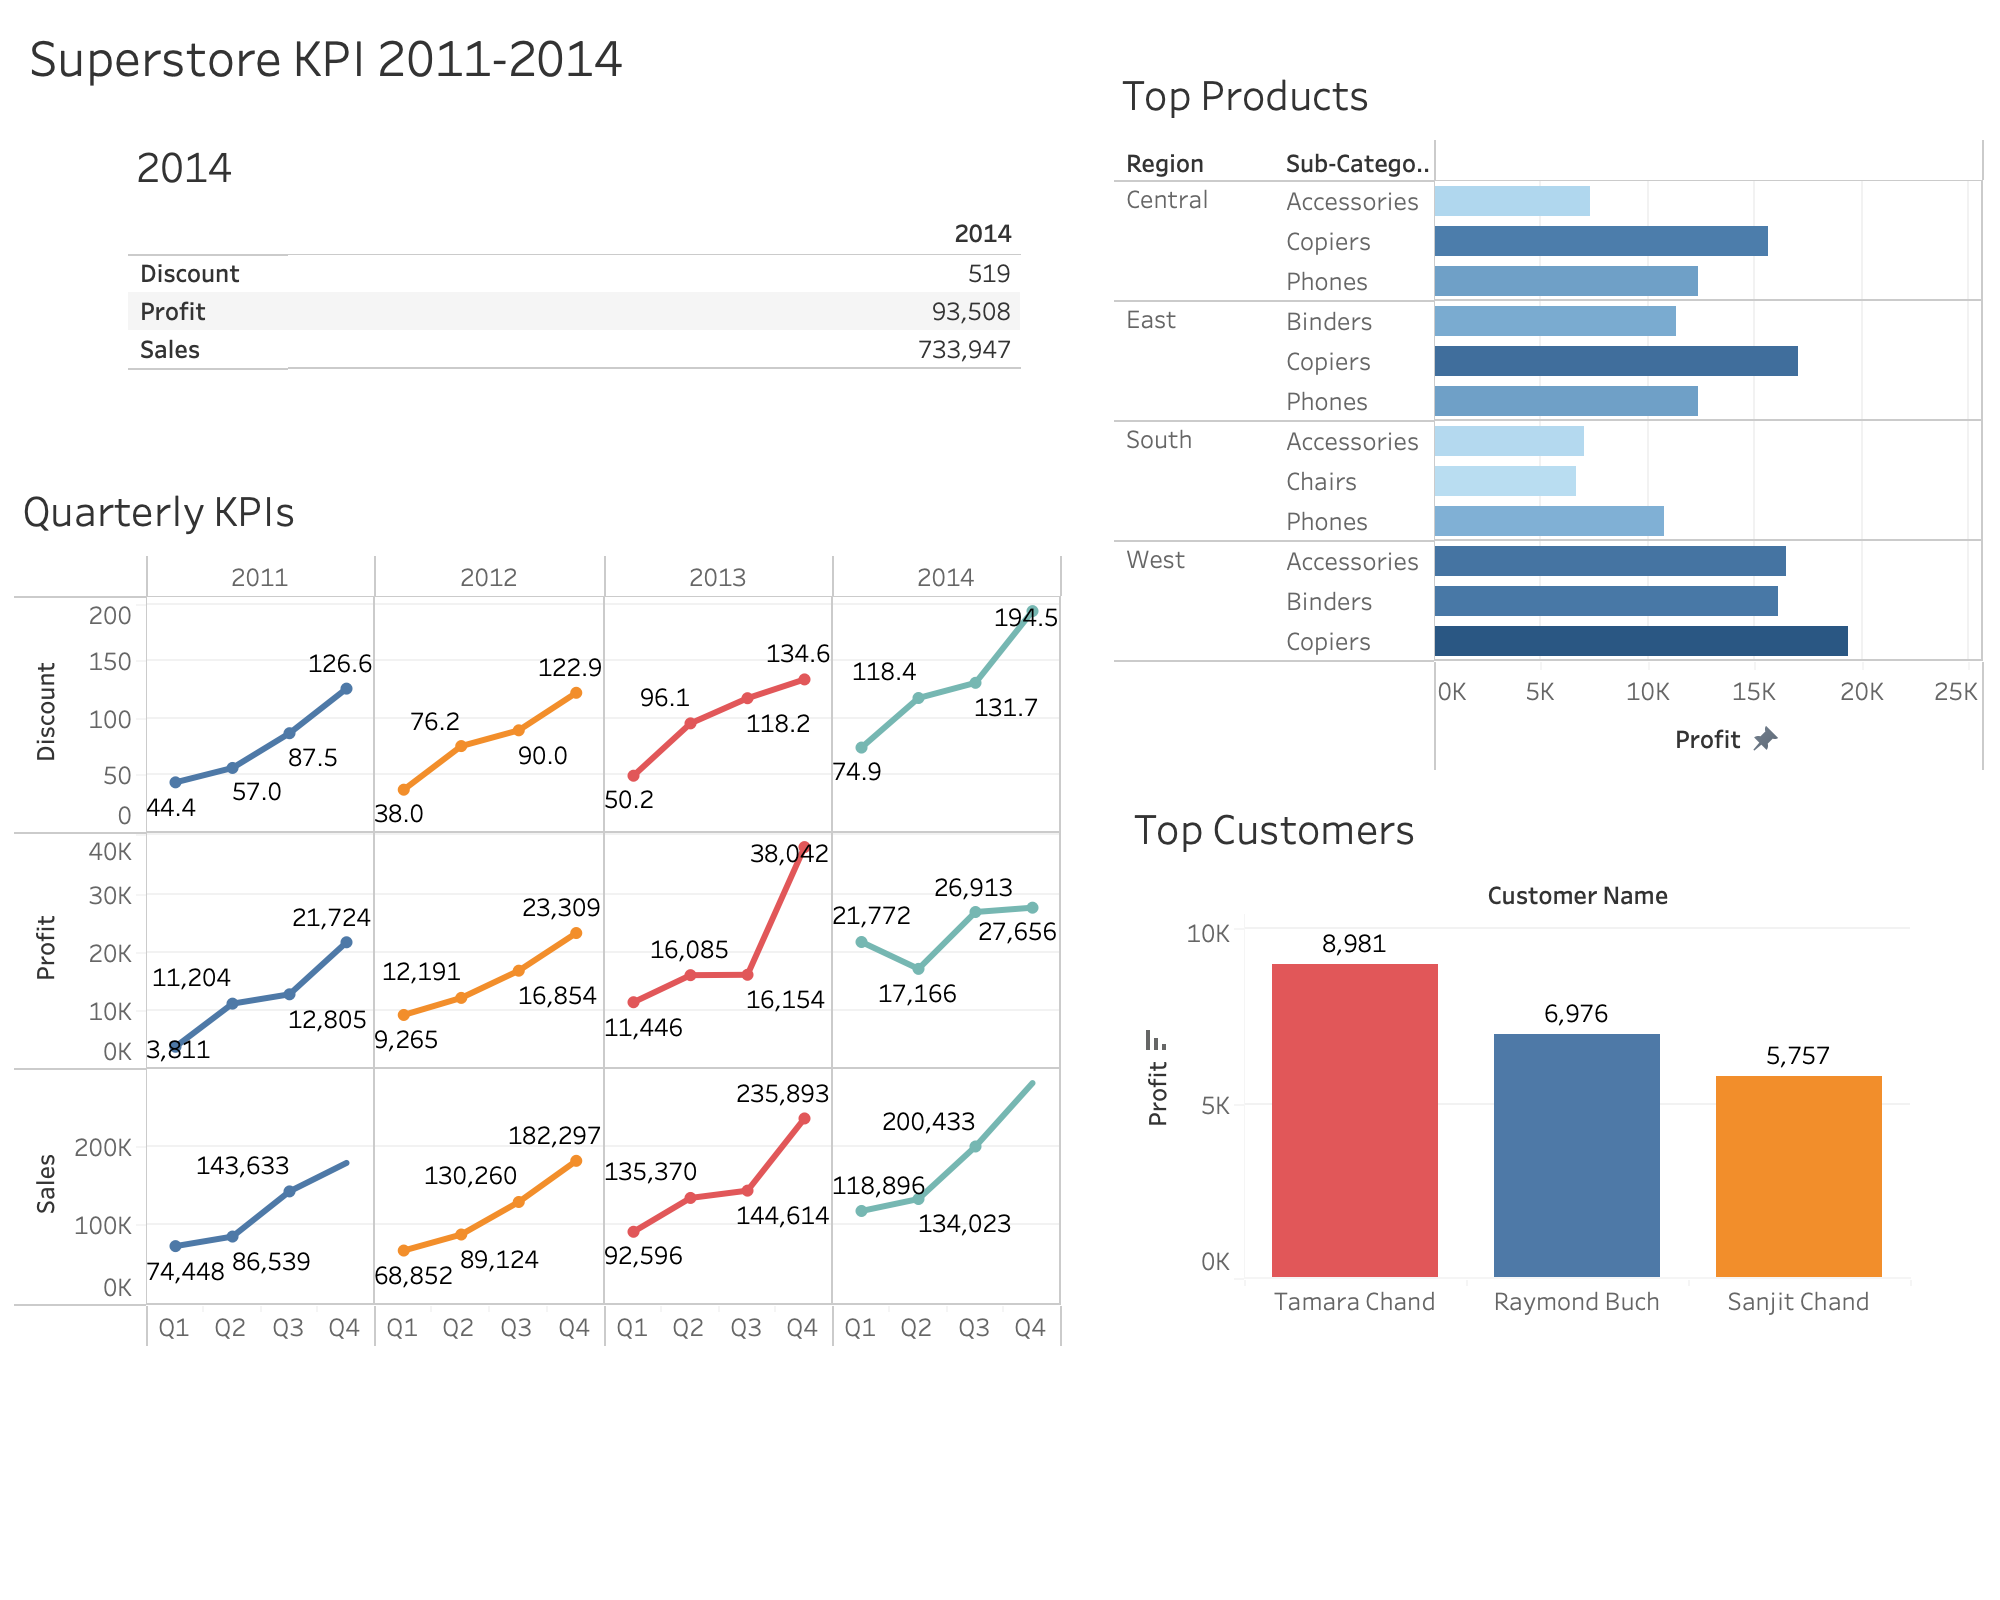 Superstore KPI 2011-2014
2014
2014
Discount 519
Profit 93,508
Sales 733,947
Quarterly KPIs
2011 2012 2013 2014
Discount
200
150
100
50
0
44.4 57.0 87.5 126.6
38.0 76.2 90.0 122.9
50.2 96.1 118.2 134.6
74.9 118.4 131.7 194.5
Profit
40K
30K
20K
10K
0K
3,811 11,204 12,805 21,724
9,265 12,191 16,854 23,309
11,446 16,085 16,154 38,042
21,772 17,166 26,913 27,656
Sales
200K
100K
0K
74,448 86,539 143,633
68,852 89,124 130,260 182,297
92,596 135,370 144,614 235,893
118,896 134,023 200,433
Q1 Q2 Q3 Q4 Q1 Q2 Q3 Q4 Q1 Q2 Q3 Q4 Q1 Q2 Q3 Q4
Top Products
Region Sub-Catego..
Central Accessories
Copiers
Phones
East Binders
Copiers
Phones
South Accessories
Chairs
Phones
West Accessories
Binders
Copiers
0K 5K 10K 15K 20K 25K
Profit
Top Customers
Customer Name
Profit
10K
5K
0K
8,981
6,976
5,757
Tamara Chand Raymond Buch Sanjit Chand